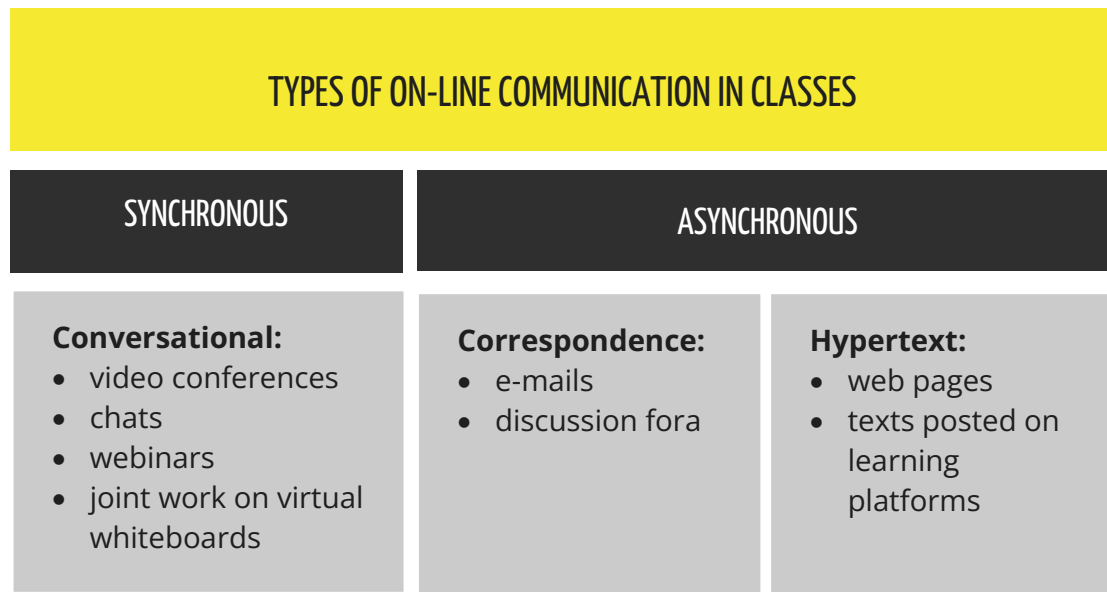 TYPES OF ON-LINE COMMUNICATION IN CLASSES
SYNCHRONOUS
ASYNCHRONOUS
Conversational:
• video conferences
• chats
• webinars
• joint work on virtual
whiteboards
Correspondence:
• e-mails
• discussion fora
Hypertext:
• web pages
• texts posted on
learning
platforms